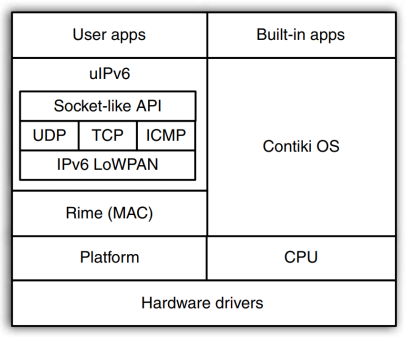 User apps
Built-in apps
uIPv6
Socket-like API
UDP
TCP
ICMP
IPv6 LoWPAN
Contiki OS
Rime (MAC)
Platform
CPU
Hardware drivers